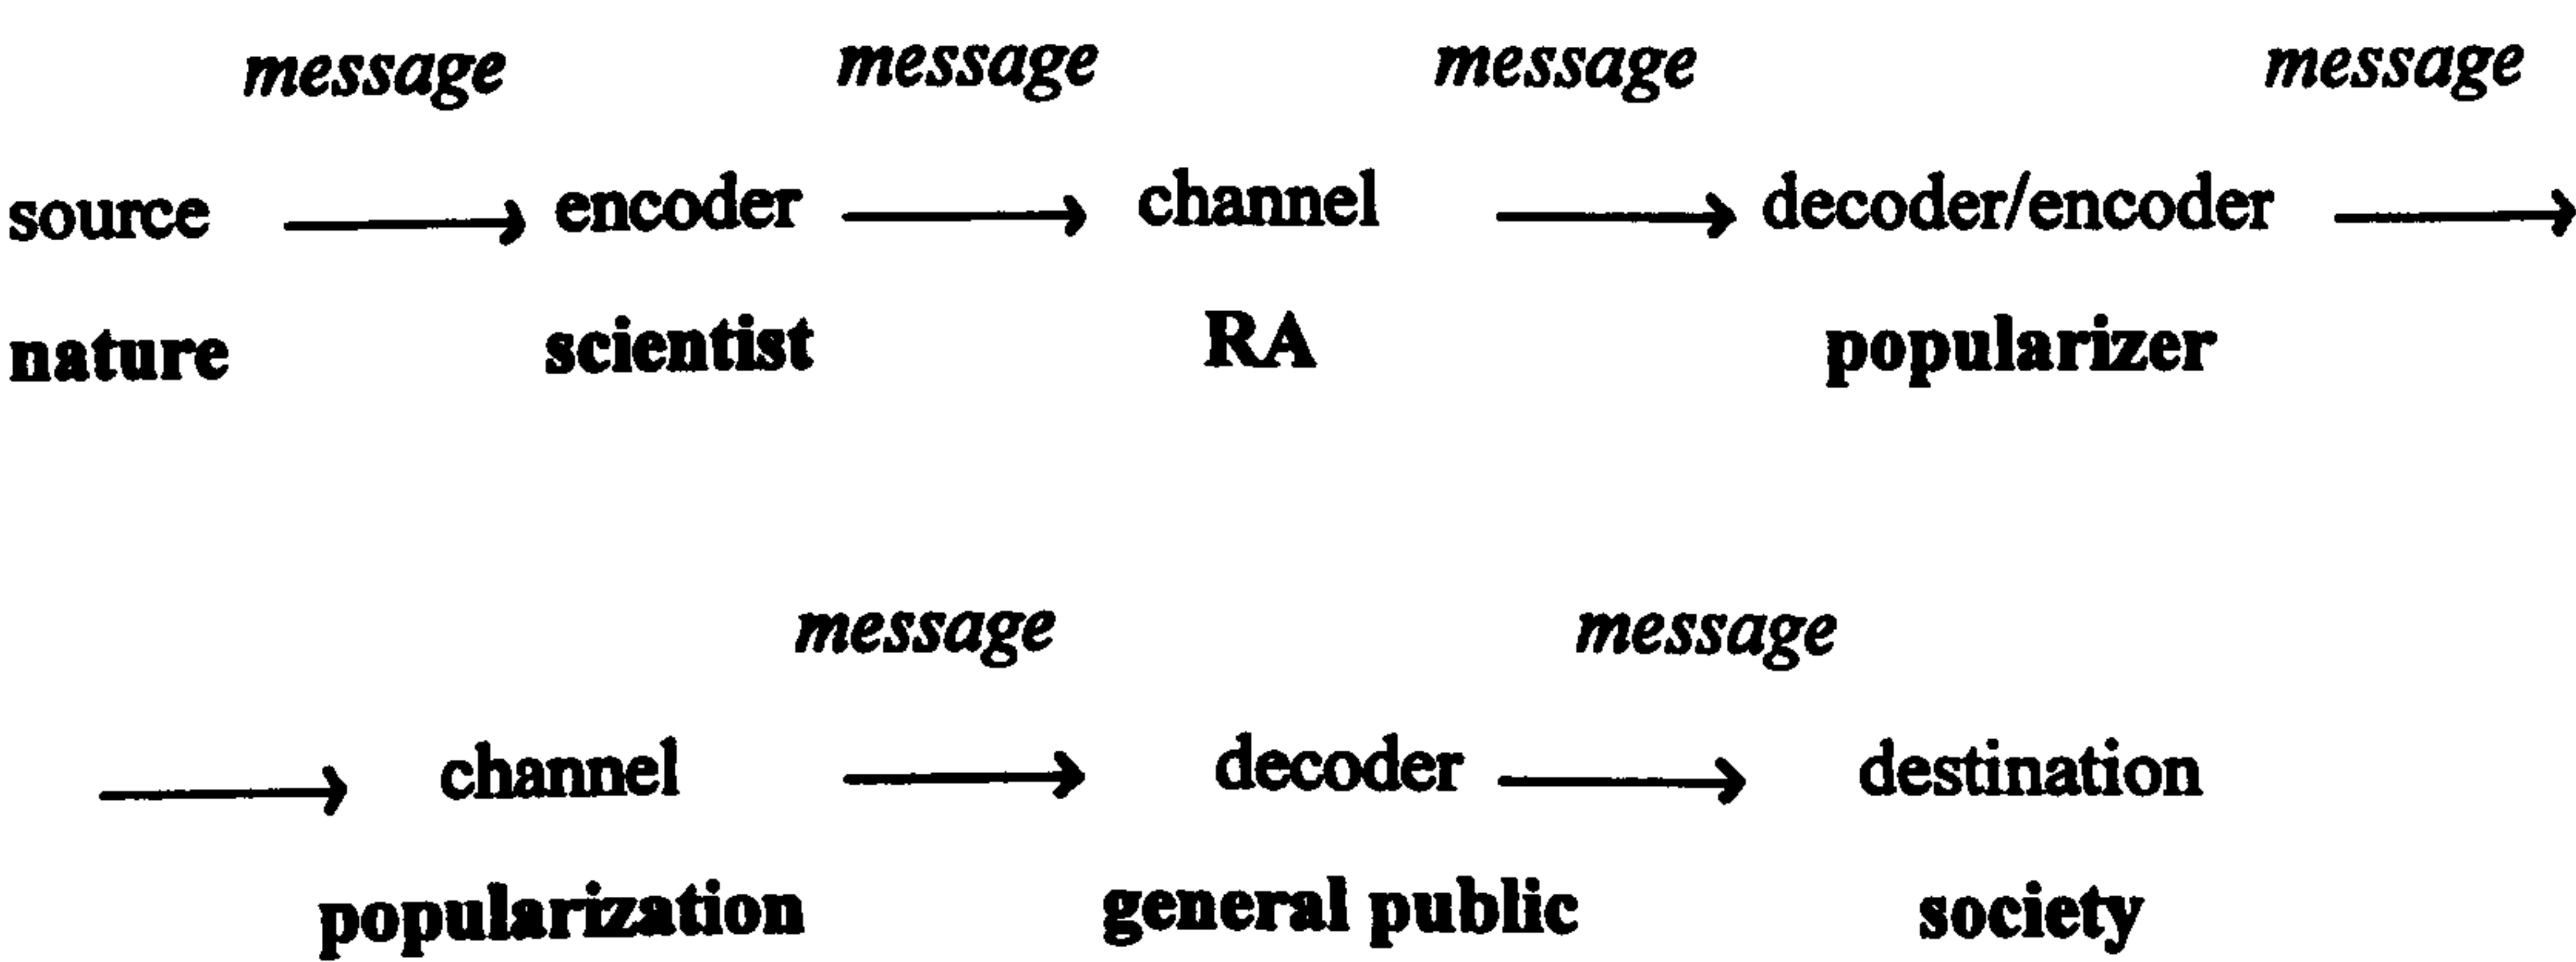 message message message message
source encoder channel decoder/encoder
nature scientist RA popularizer
message message
channel decoder destination
popularization general public society